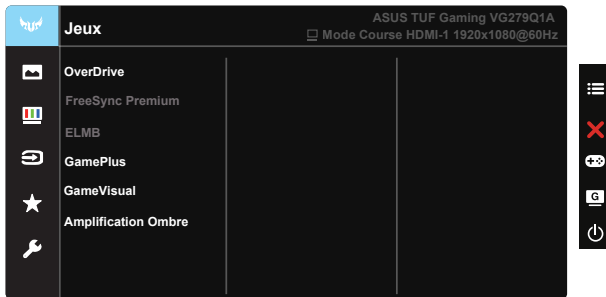 ASUS TUF Gaming VG279Q1A
Jeux
Mode Course HDMI-1 1920x1080@60Hz
OverDrive
FreeSync Premium
ELMB
GamePlus
GameVisual
Amplification Ombre
G